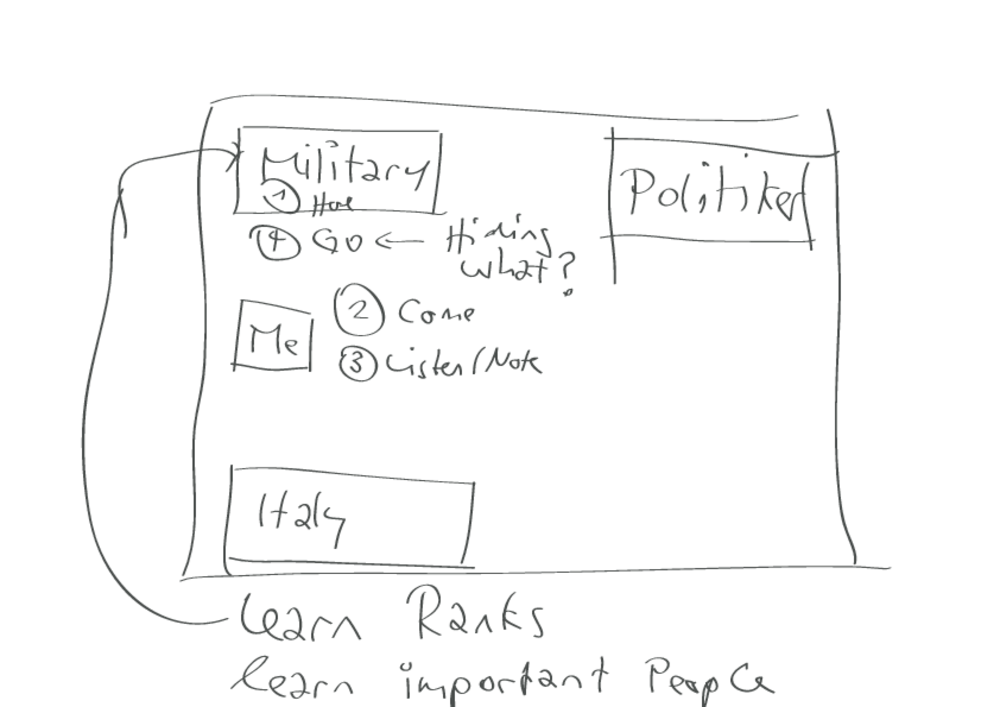 Military
① Here
Politiker
④ Go ← Hiding
what?
② Come
Me
③ Listen/Note
Italy
Learn Ranks
Learn important People